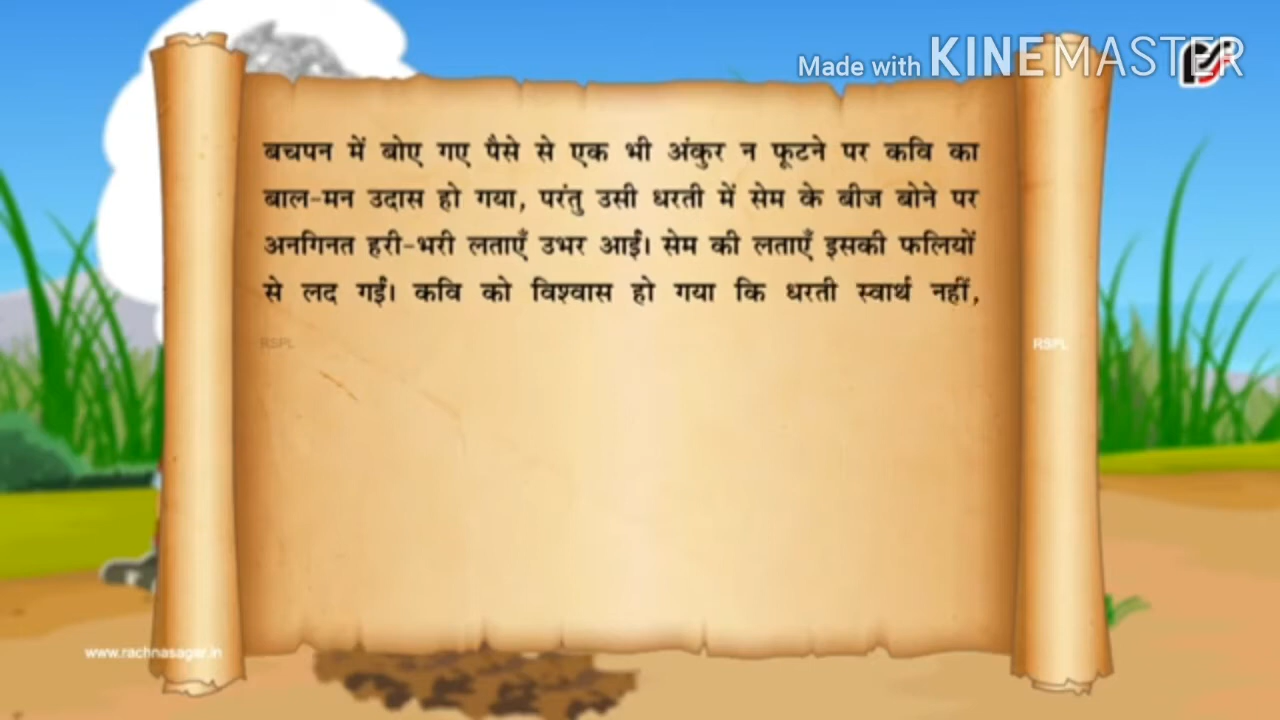 Made with KINEMASTER
बचपन में बोए गए पैसे से एक भी अंकुर न फूटने पर कवि का
बाल-मन उदास हो गया, परंतु उसी धरती में सेम के बीज बोने पर
अनगिनत हरी-भरी लताएँ उभर आईं। सेम की लताएँ इसकी फलियों
से लद गईं। कवि को विश्वास हो गया कि धरती स्वार्थ नहीं,
RSPL
RSPL
www.rachnasagar.in